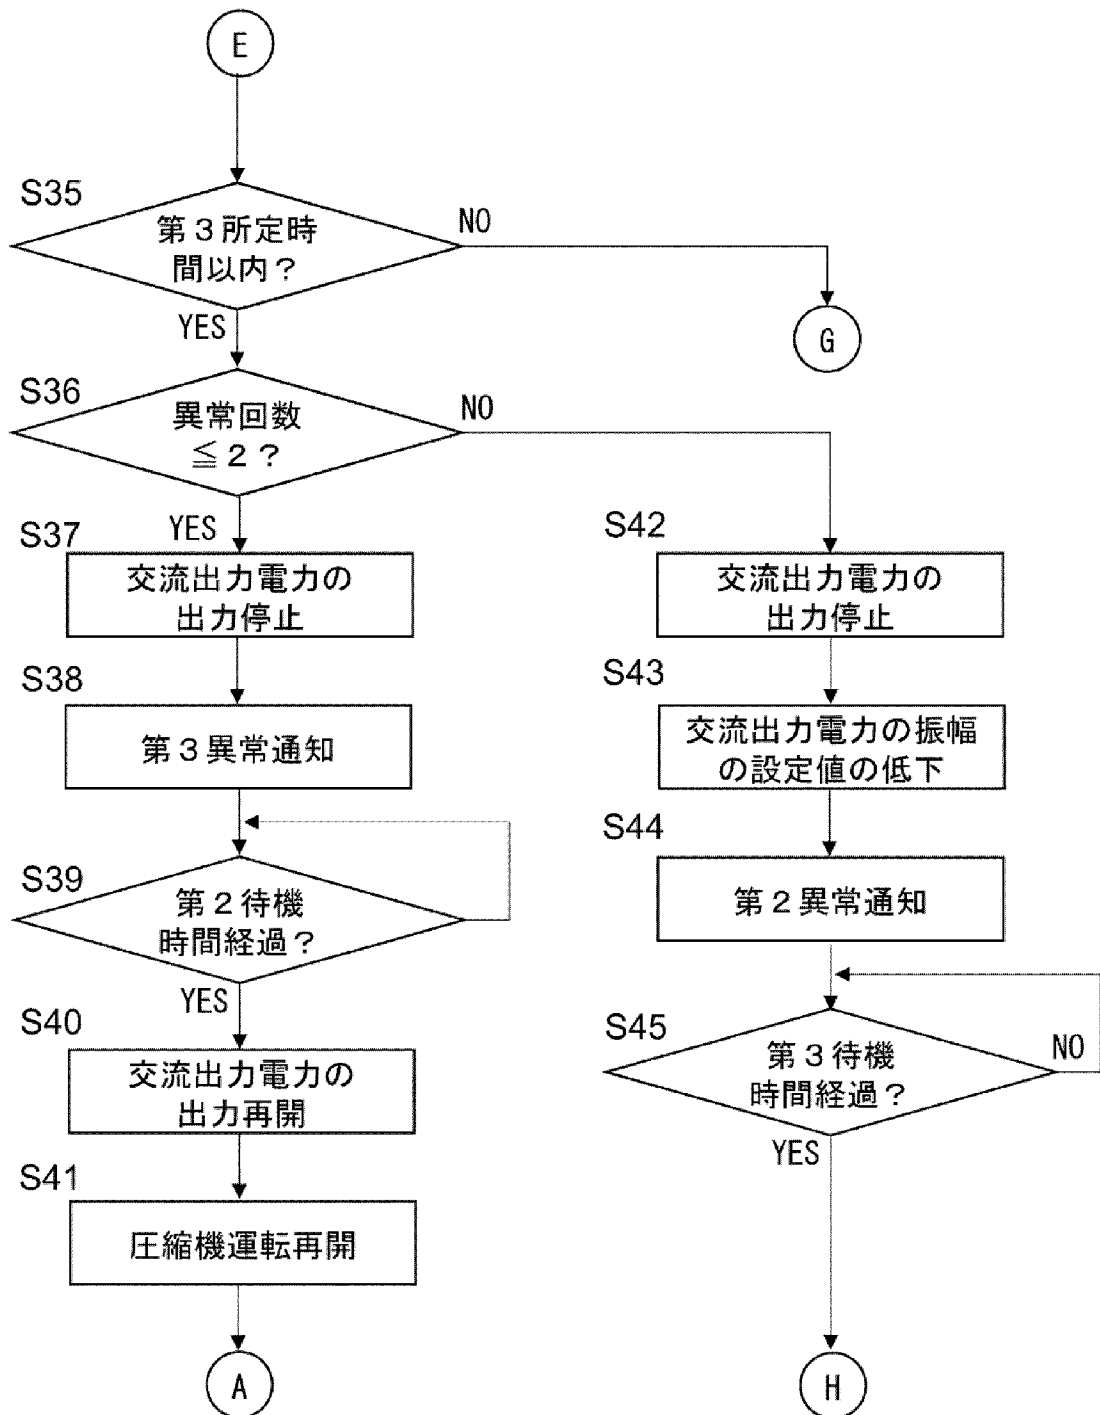 E
S35
第３所定時
間以内？
NO
YES
G
S36
異常回数
≦２？
NO
YES
S37
交流出力電力の
出力停止
S38
第３異常通知
S39
第２待機
時間経過？
YES
S40
交流出力電力の
出力再開
S41
圧縮機運転再開
A
S42
交流出力電力の
出力停止
S43
交流出力電力の振幅
の設定値の低下
S44
第２異常通知
S45
第３待機
時間経過？
NO
YES
H